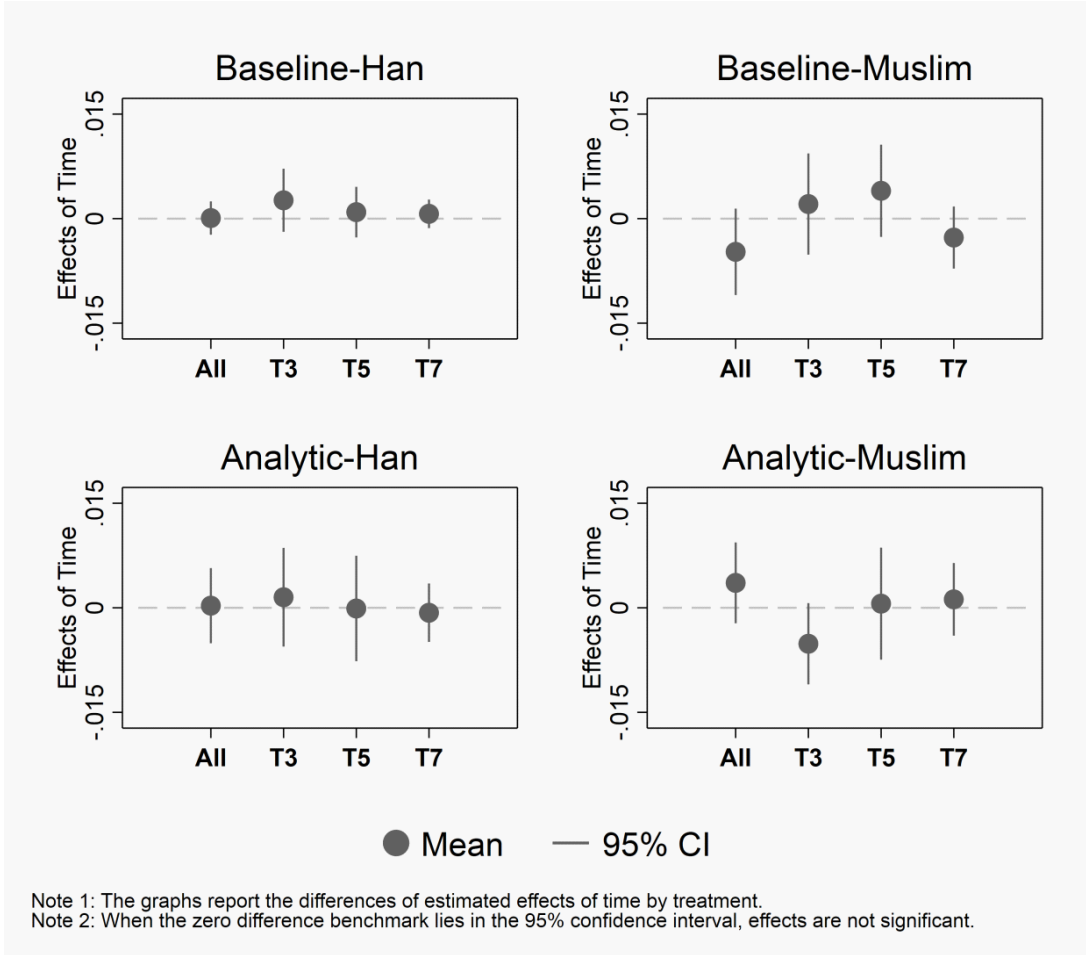 Baseline-Han
Effects of Time
.015
0
-.015
All T3 T5 T7
Baseline-Muslim
Effects of Time
.015
0
-.015
All T3 T5 T7
Analytic-Han
Effects of Time
.015
0
-.015
All T3 T5 T7
Analytic-Muslim
Effects of Time
.015
0
-.015
All T3 T5 T7
Mean 95% CI
Note 1: The graphs report the differences of estimated effects of time by treatment.
Note 2: When the zero difference benchmark lies in the 95% confidence interval, effects are not significant.